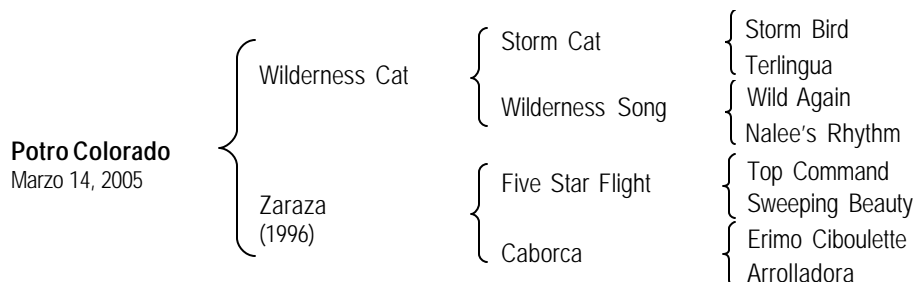 Potro Colorado
Marzo 14, 2005
Wilderness Cat
Zaraza
(1996)
Storm Cat
Wilderness Song
Five Star Flight
Caborca
Storm Bird
Terlingua
Wild Again
Nalee's Rhythm
Top Command
Sweeping Beauty
Erimo Ciboulette
Arrolladora